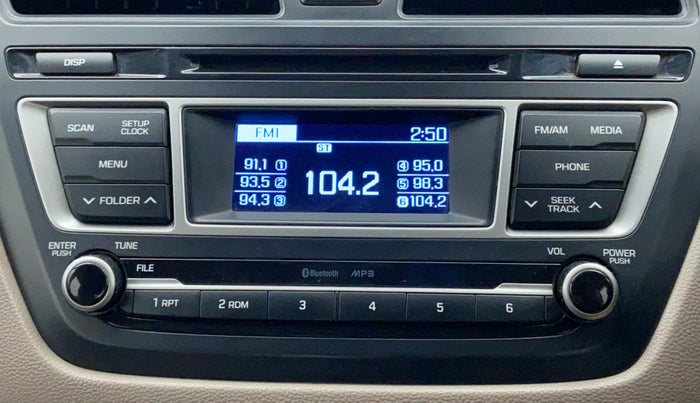 DISP
SCAN SETUP CLOCK
MENU
FOLDER
FM1 2:50
ST
91.1 1 4 95.0
93.5 2 5 98.3
94.3 3 6 104.2
104.2
FM/AM MEDIA
PHONE
SEEK TRACK
ENTER PUSH TUNE
VOL POWER PUSH
FILE
Bluetooth MP3
1 RPT 2 RDM 3 4 5 6